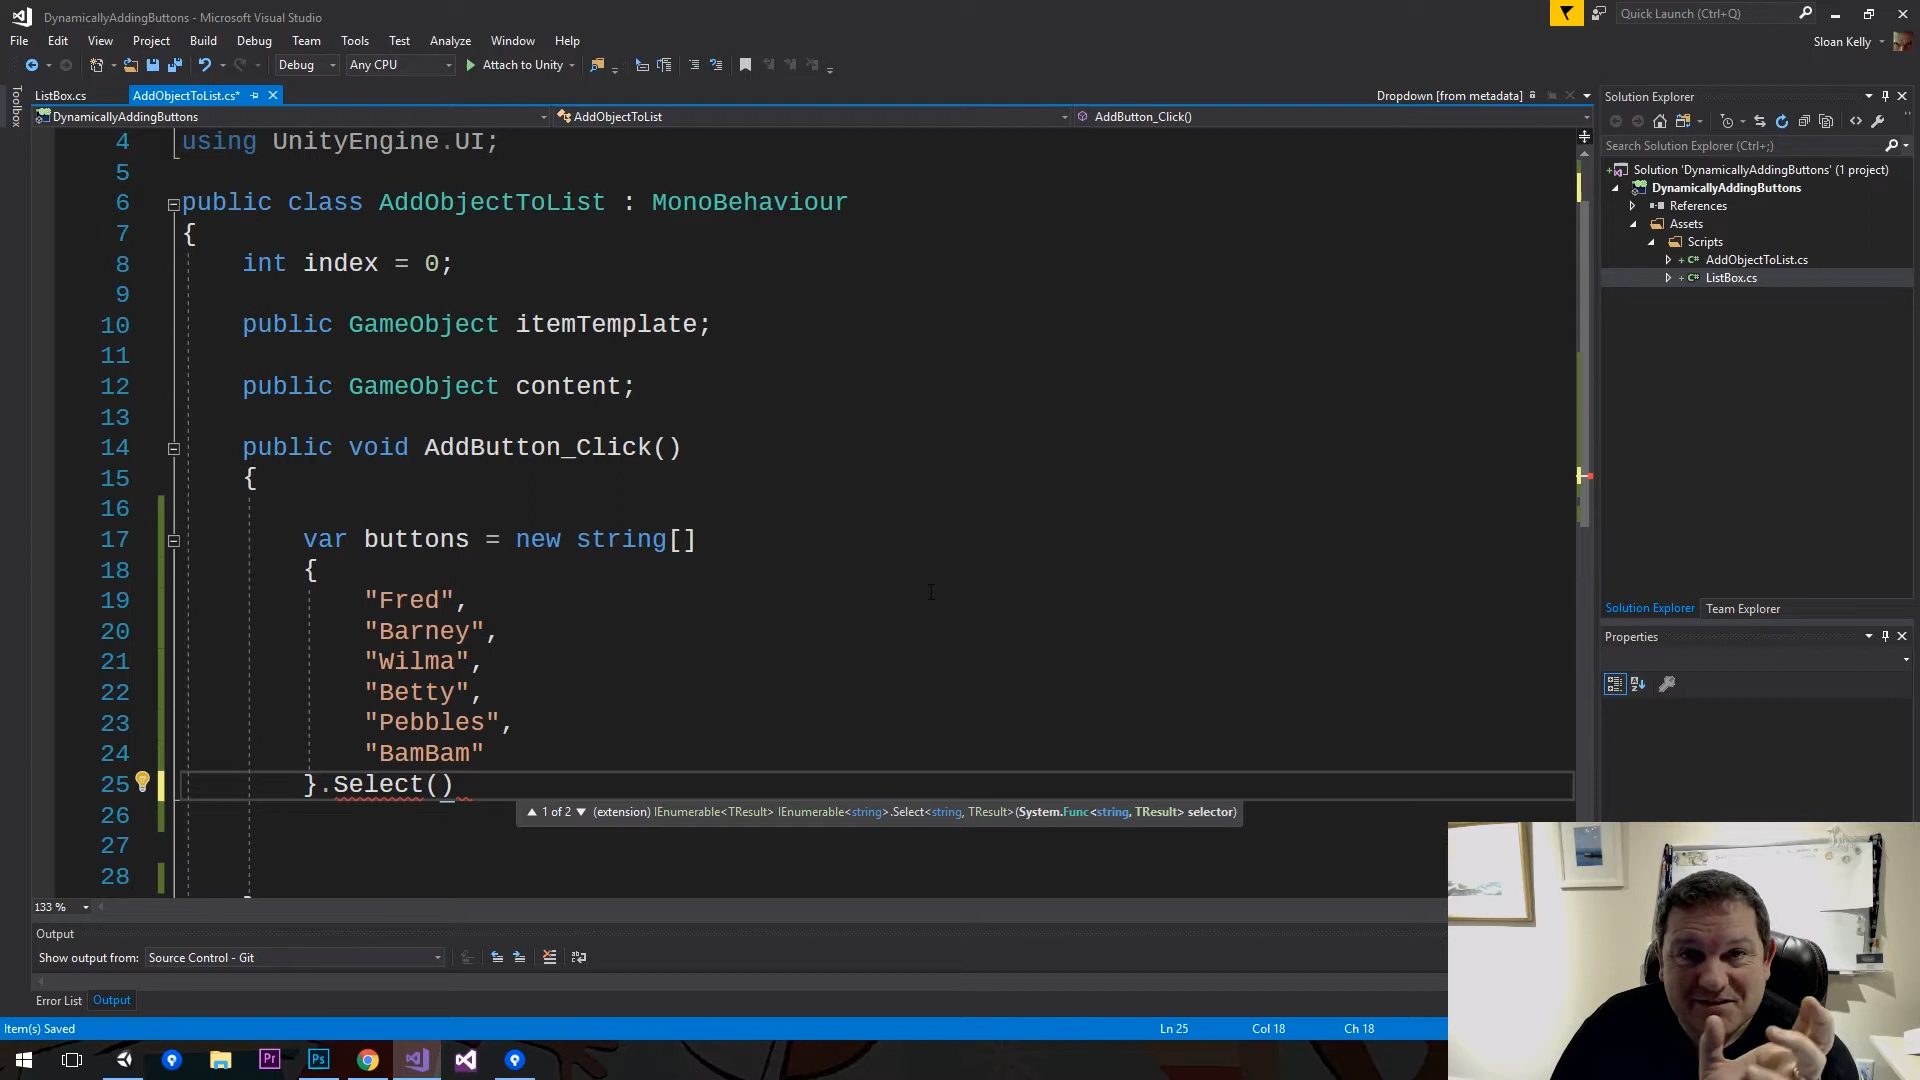 DynamicallyAddingButtons - Microsoft Visual Studio
Quick Launch (Ctrl+Q)
File Edit View Project Build Debug Team Tools Test Analyze Window Help
Sloan Kelly
Debug Any CPU Attach to Unity
Toolbox
ListBox.cs AddObjectToList.cs* Dropdown [from metadata]
DynamicallyAddingButtons AddObjectToList AddButton_Click()
4 using UnityEngine.UI;
5
6 public class AddObjectToList : MonoBehaviour
7 {
8 int index = 0;
9
10 public GameObject itemTemplate;
11
12 public GameObject content;
13
14 public void AddButton_Click()
15 {
16
17 var buttons = new string[]
18 {
19 "Fred",
20 "Barney",
21 "Wilma",
22 "Betty",
23 "Pebbles",
24 "BamBam"
25 }.Select()
1 of 2 (extension) IEnumerable<TResult> IEnumerable<string>.Select<string, TResult>(System.Func<string, TResult> selector)
26
27
28
133 %
Output
Show output from: Source Control - Git
Error List Output
Item(s) Saved Ln 25 Col 18 Ch 18
Solution Explorer
Search Solution Explorer (Ctrl+;)
Solution 'DynamicallyAddingButtons' (1 project)
DynamicallyAddingButtons
References
Assets
Scripts
AddObjectToList.cs
ListBox.cs
Solution Explorer Team Explorer
Properties
Pr Ps